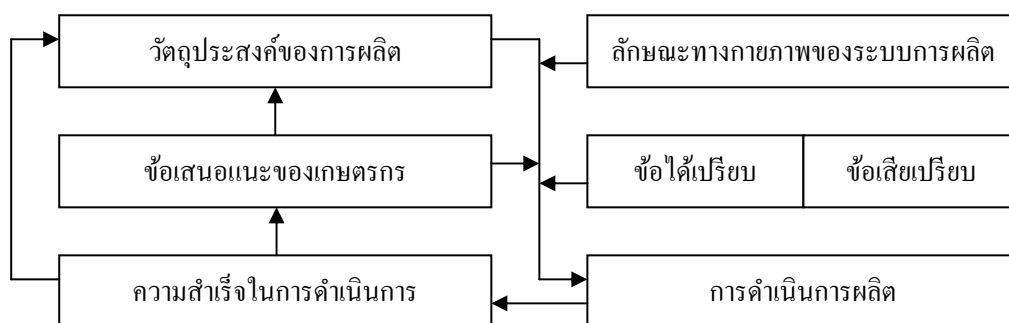 วัตถุประสงค์ของการผลิต
ลักษณะทางกายภาพของระบบการผลิต
ข้อเสนอแนะของเกษตรกร
ข้อได้เปรียบ
ข้อเสียเปรียบ
ความสำเร็จในการดำเนินการ
การดำเนินการผลิต